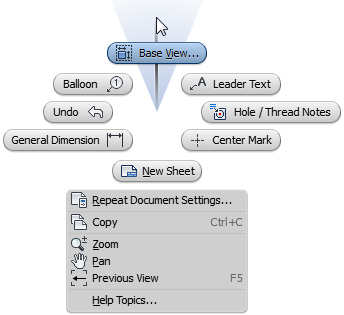 Base View...
Balloon 1
A Leader Text
Undo
Hole / Thread Notes
General Dimension
Center Mark
New Sheet
Repeat Document Settings...
Copy Ctrl+C
Zoom
Pan
Previous View F5
Help Topics...